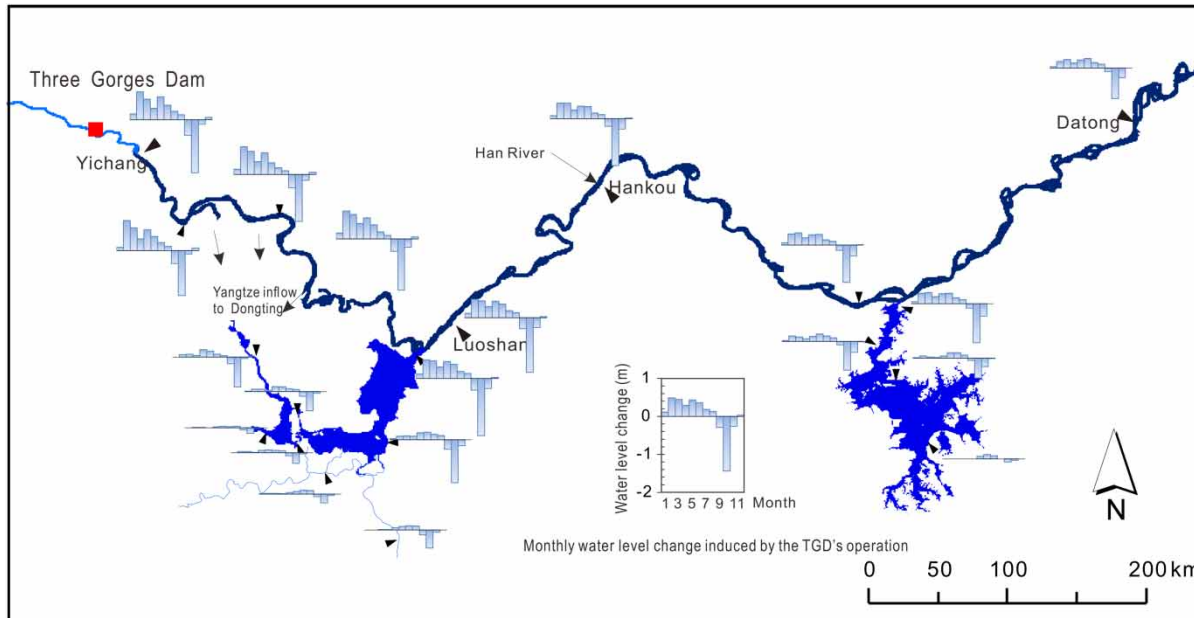 Three Gorges Dam
Yichang
Han River
Hankou
Datong
Yangtze inflow
to Dongting
Luoshan
Water level change (m)
1
0
-1
-2
1 3 5 7 9 11 Month
Monthly water level change induced by the TGD's operation
N
0 50 100 200 km